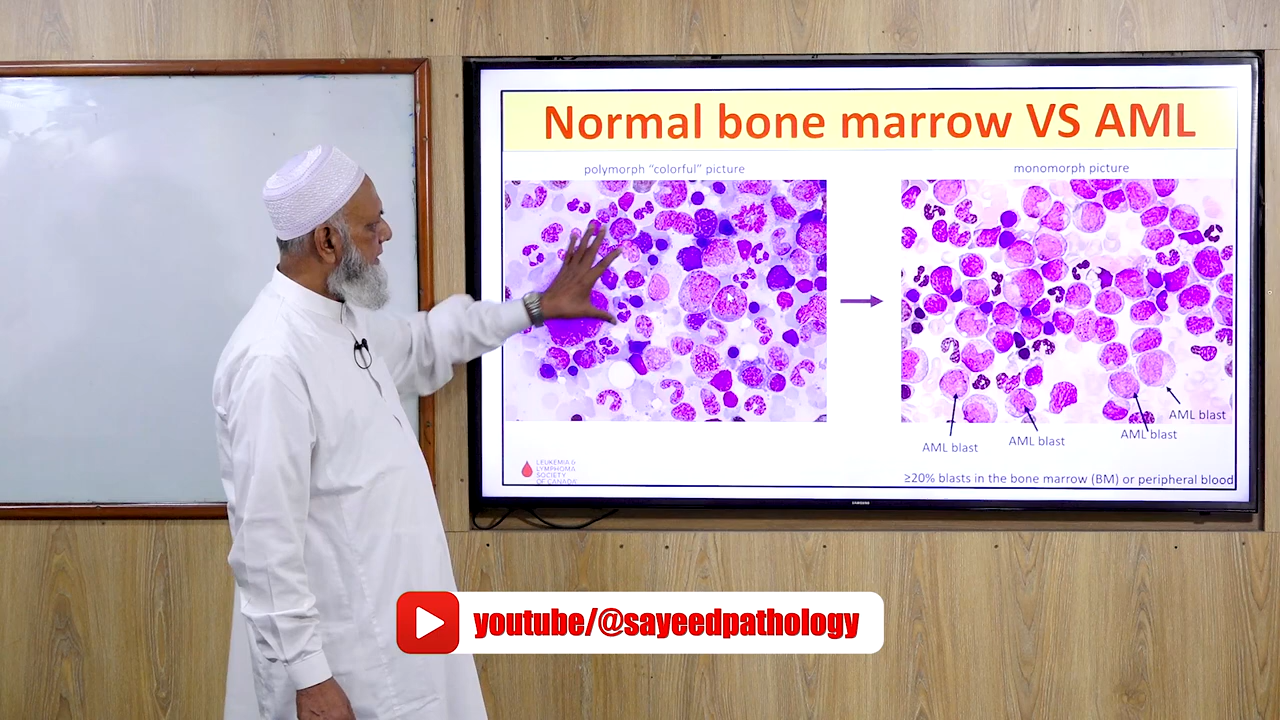 Normal bone marrow VS AML
polymorph "colorful" picture
monomorph picture
AML blast
AML blast
AML blast
AML blast
≥20% blasts in the bone marrow (BM) or peripheral blood
LEUKEMIA &
LYMPHOMA
SOCIETY
OF CANADA
SAMSUNG
youtube/@sayeedpathology